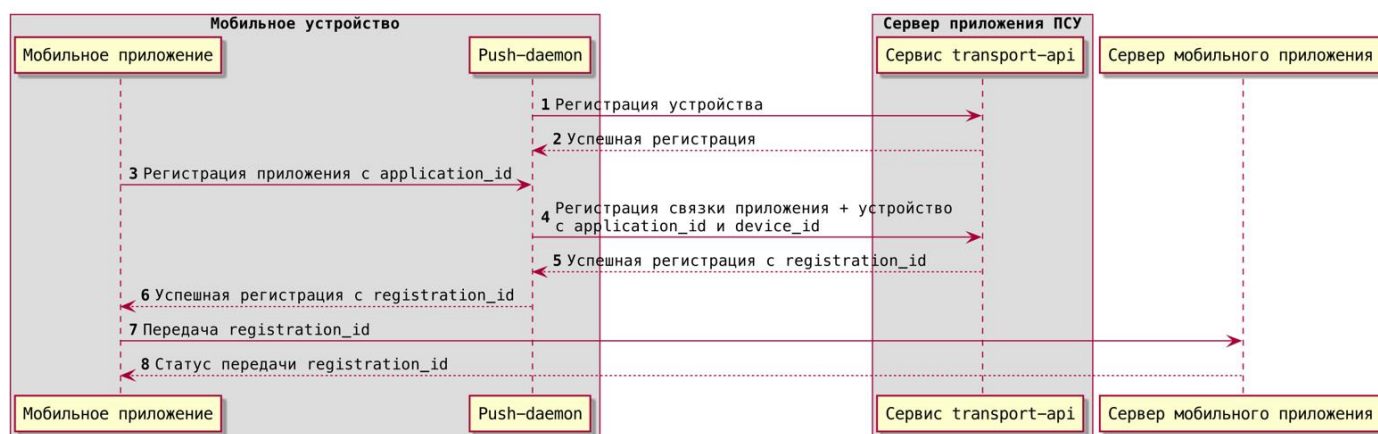 Мобильное устройство
Сервер приложения ПСУ
Мобильное приложение
Push-daemon
Сервис transport-api
Сервер мобильного приложения
1 Регистрация устройства
2 Успешная регистрация
3 Регистрация приложения с application_id
4 Регистрация связки приложения + устройство
с application_id и device_id
5 Успешная регистрация с registration_id
6 Успешная регистрация с registration_id
7 Передача registration_id
8 Статус передачи registration_id
Мобильное приложение
Push-daemon
Сервис transport-api
Сервер мобильного приложения